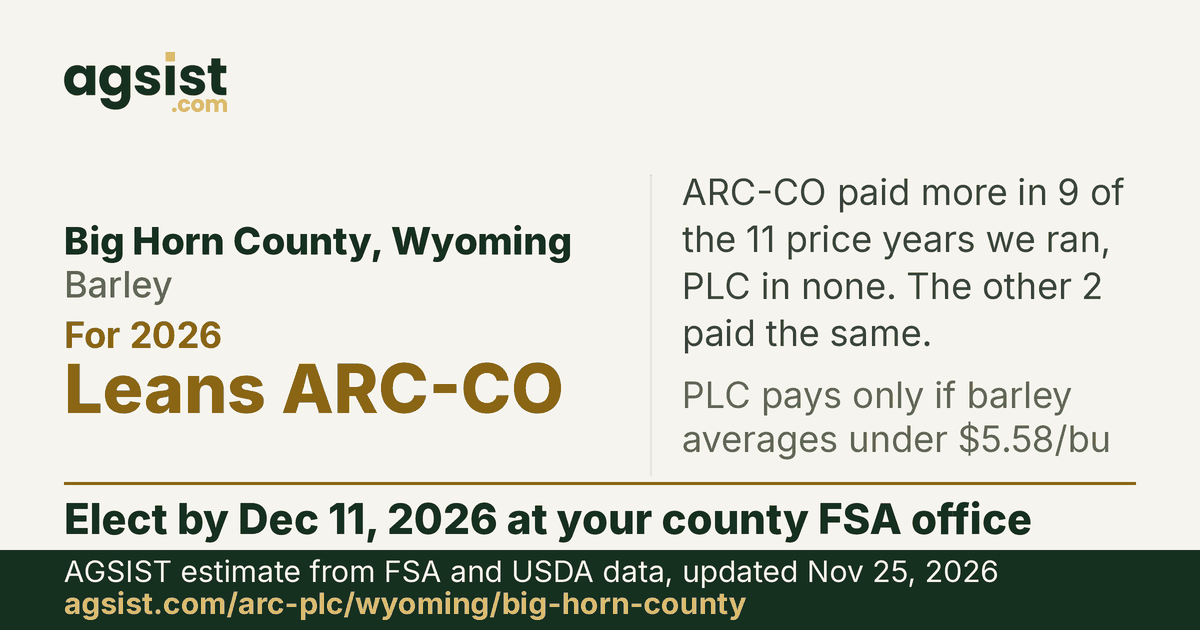 agsist
.com
Big Horn County, Wyoming
Barley
For 2026
Leans ARC-CO
ARC-CO paid more in 9 of
the 11 price years we ran,
PLC in none. The other 2
paid the same.
PLC pays only if barley
averages under $5.58/bu
Elect by Dec 11, 2026 at your county FSA office
AGSIST estimate from FSA and USDA data, updated Nov 25, 2026
agsist.com/arc-plc/wyoming/big-horn-county